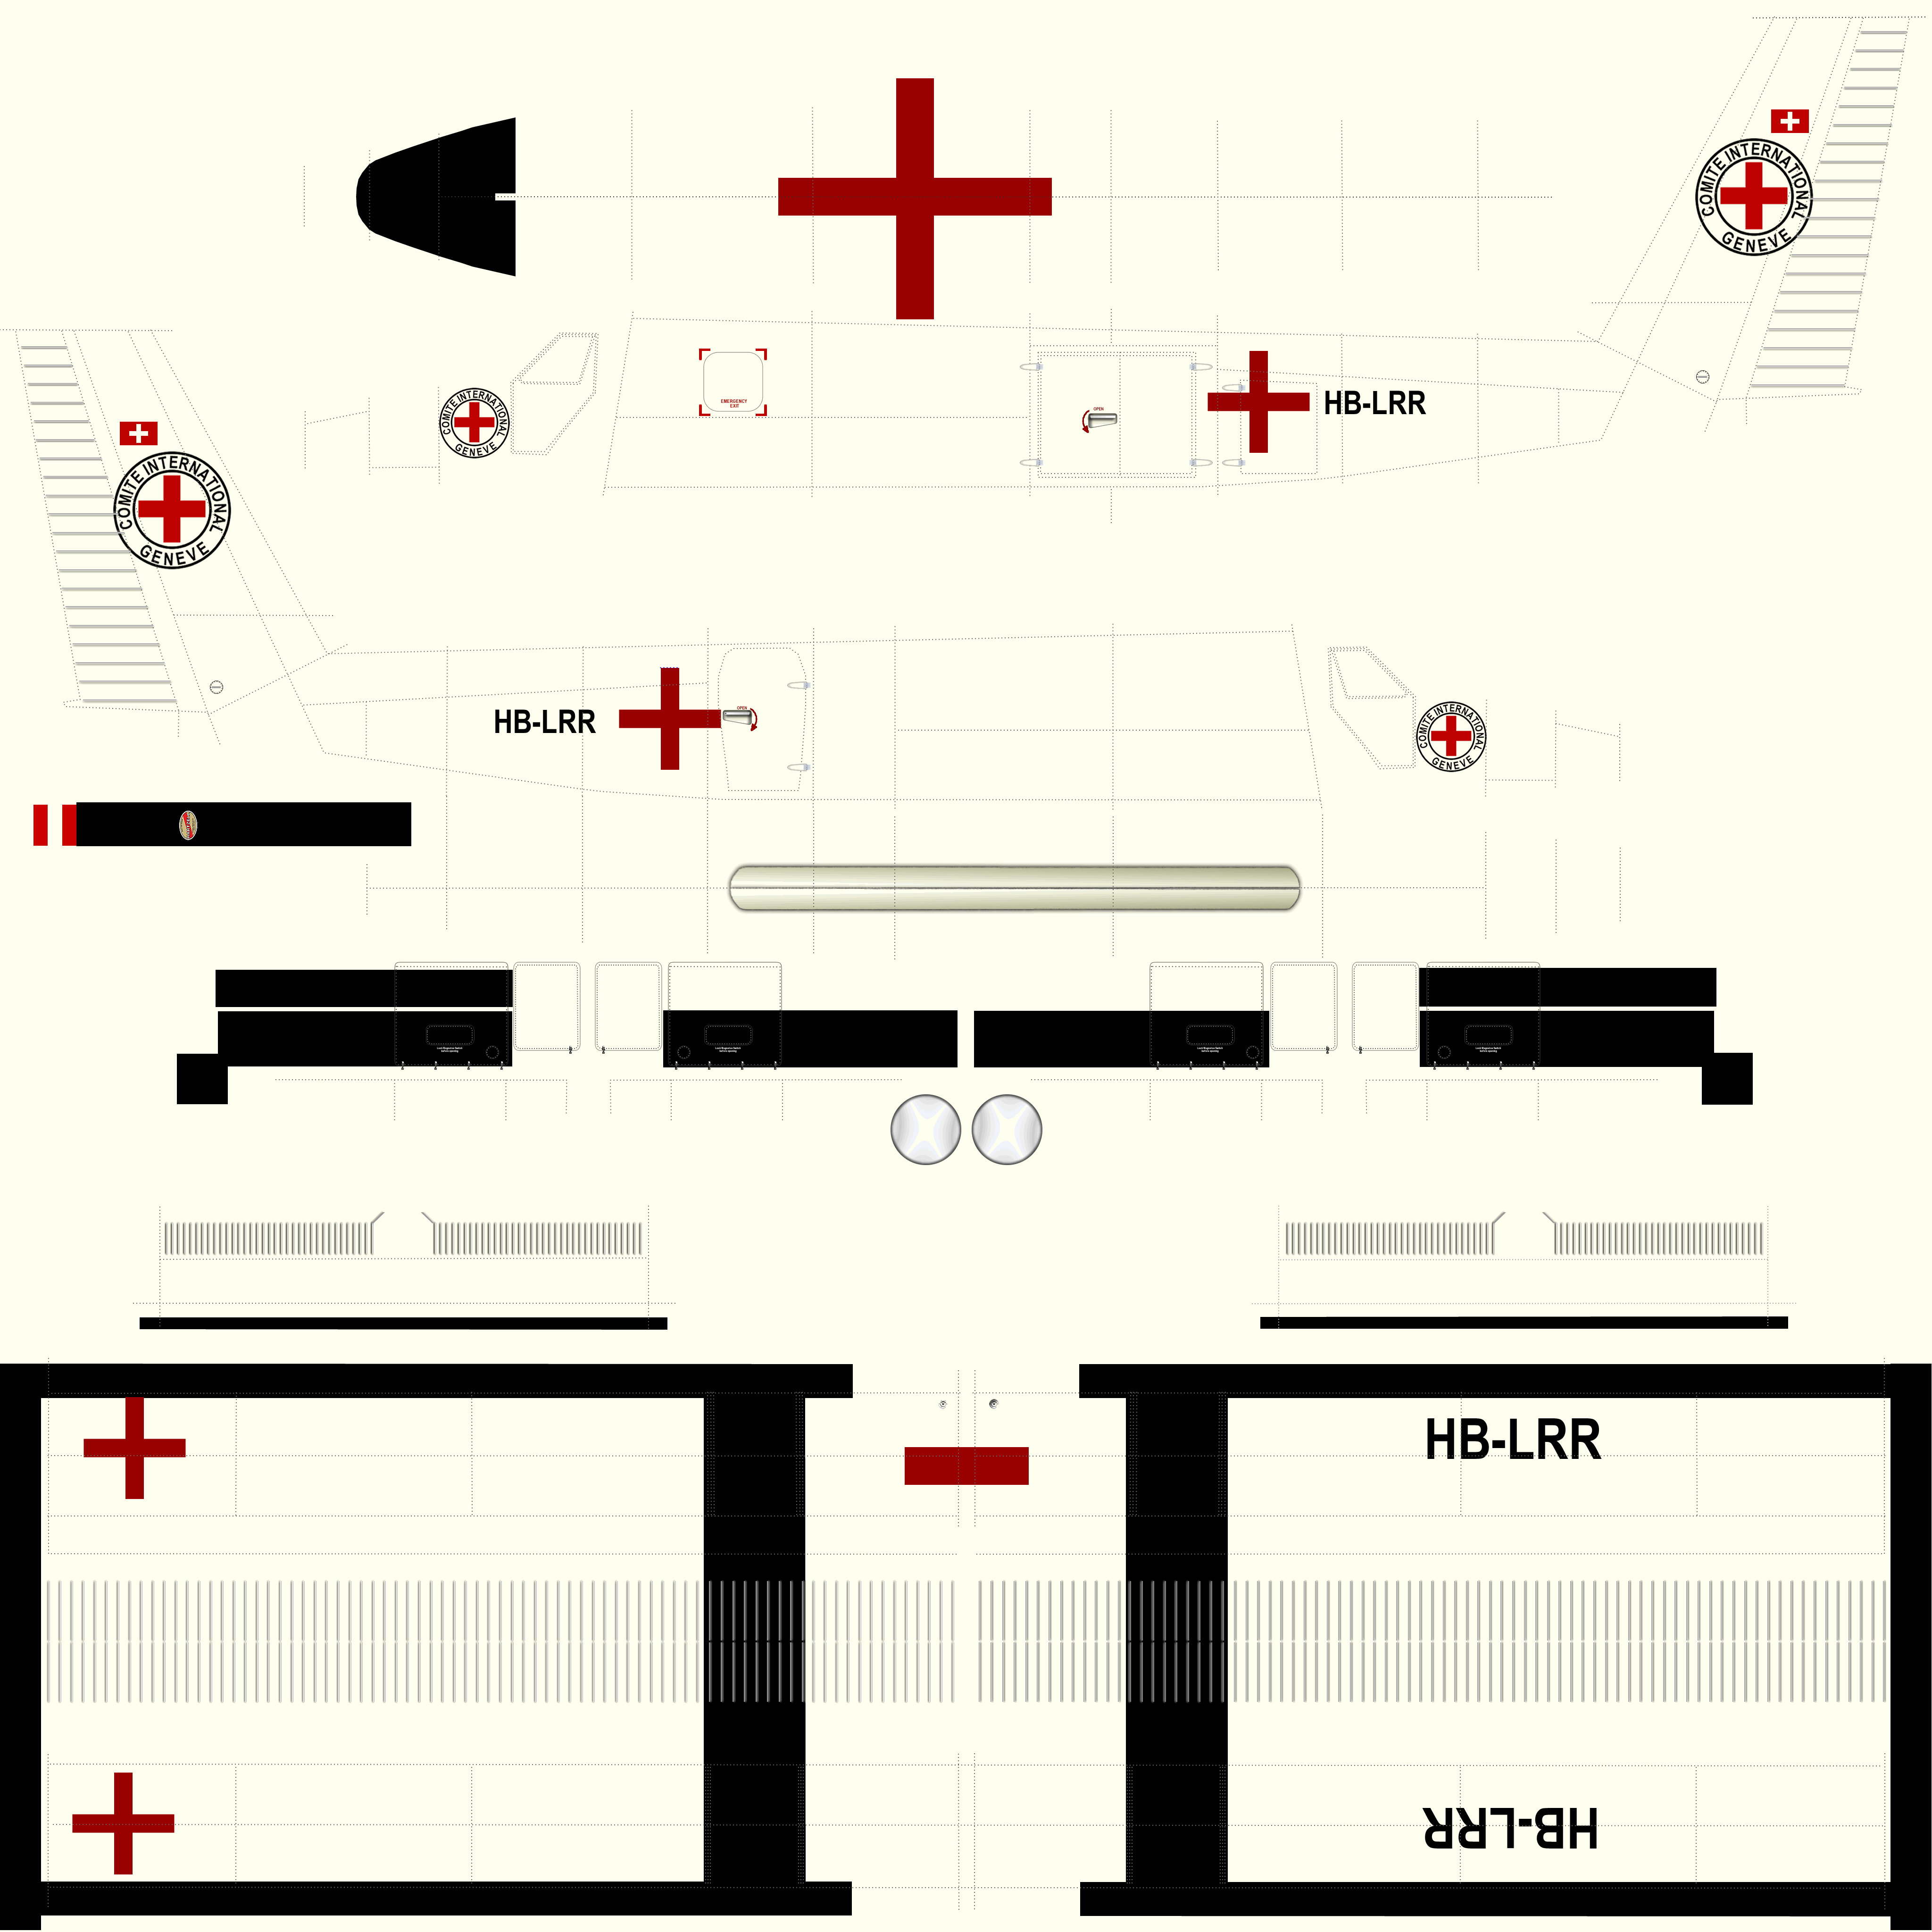 COMITE INTERNATIONAL
GENEVE
EMERGENCY
EXIT
COMITE INTERNATIONAL
GENEVE
OPEN
HB-LRR
COMITE INTERNATIONAL
GENEVE
HB-LRR
OPEN
COMITE INTERNATIONAL
GENEVE
HB-LRR
HB-LRR